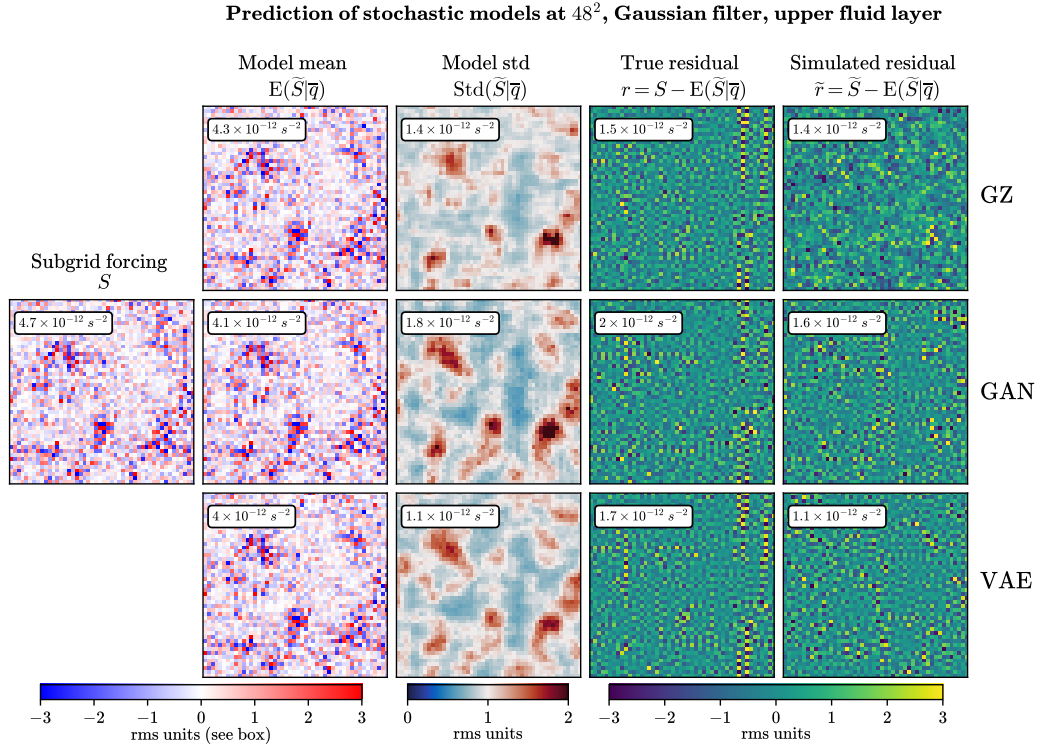 Prediction of stochastic models at 48², Gaussian filter, upper fluid layer
Model mean
E(S̃|q̅)
Model std
Std(S̃|q̅)
True residual
r = S − E(S̃|q̅)
Simulated residual
r̃ = S̃ − E(S̃|q̅)
4.3 × 10⁻¹² s⁻²
1.4 × 10⁻¹² s⁻²
1.5 × 10⁻¹² s⁻²
1.4 × 10⁻¹² s⁻²
GZ
Subgrid forcing
S
4.7 × 10⁻¹² s⁻²
4.1 × 10⁻¹² s⁻²
1.8 × 10⁻¹² s⁻²
2 × 10⁻¹² s⁻²
1.6 × 10⁻¹² s⁻²
GAN
4 × 10⁻¹² s⁻²
1.1 × 10⁻¹² s⁻²
1.7 × 10⁻¹² s⁻²
1.1 × 10⁻¹² s⁻²
VAE
−3 −2 −1 0 1 2 3
rms units (see box)
0 1 2
rms units
−3 −2 −1 0 1 2 3
rms units